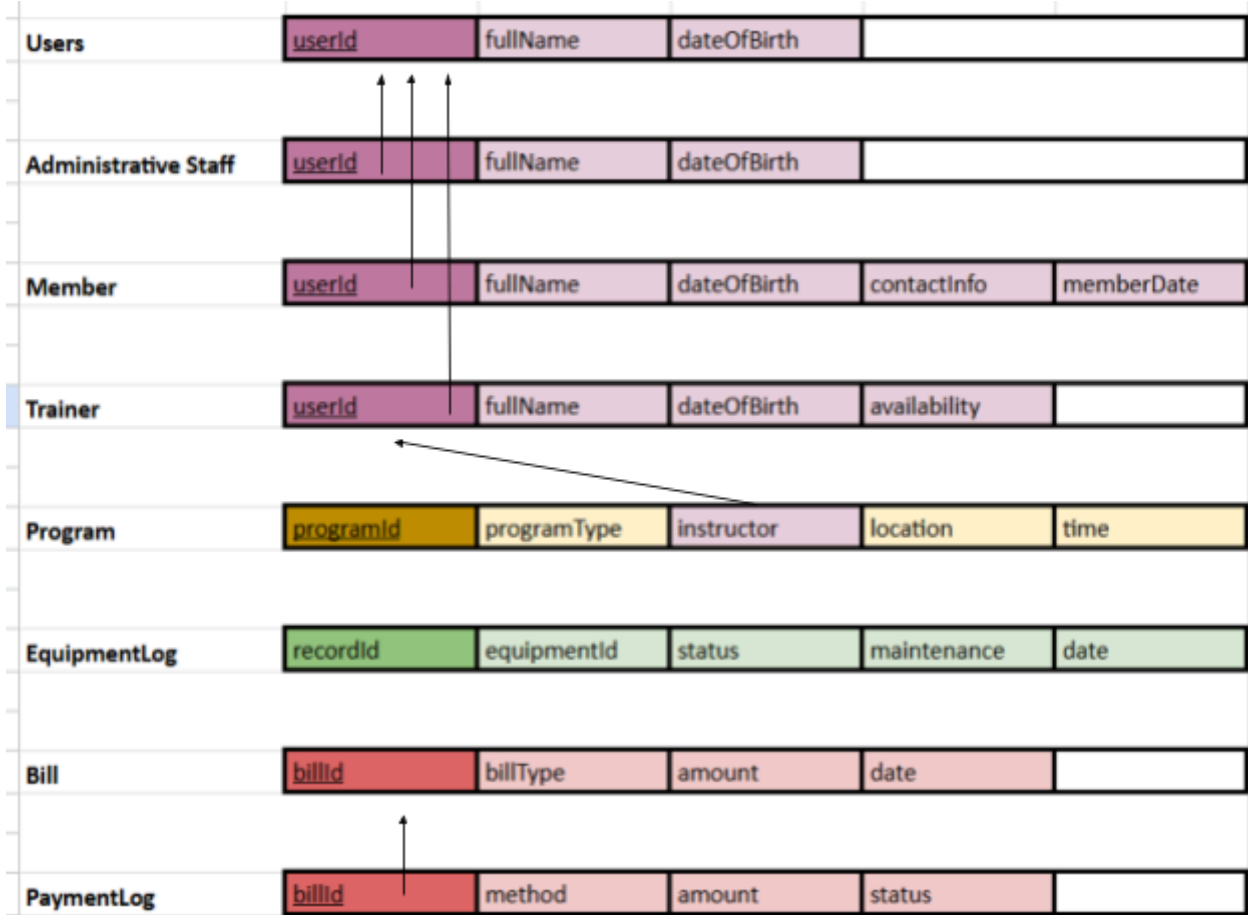 Users userId fullName dateOfBirth
Administrative Staff userId fullName dateOfBirth
Member userId fullName dateOfBirth contactInfo memberDate
Trainer userId fullName dateOfBirth availability
Program programId programType instructor location time
EquipmentLog recordId equipmentId status maintenance date
Bill billId billType amount date
PaymentLog billId method amount status